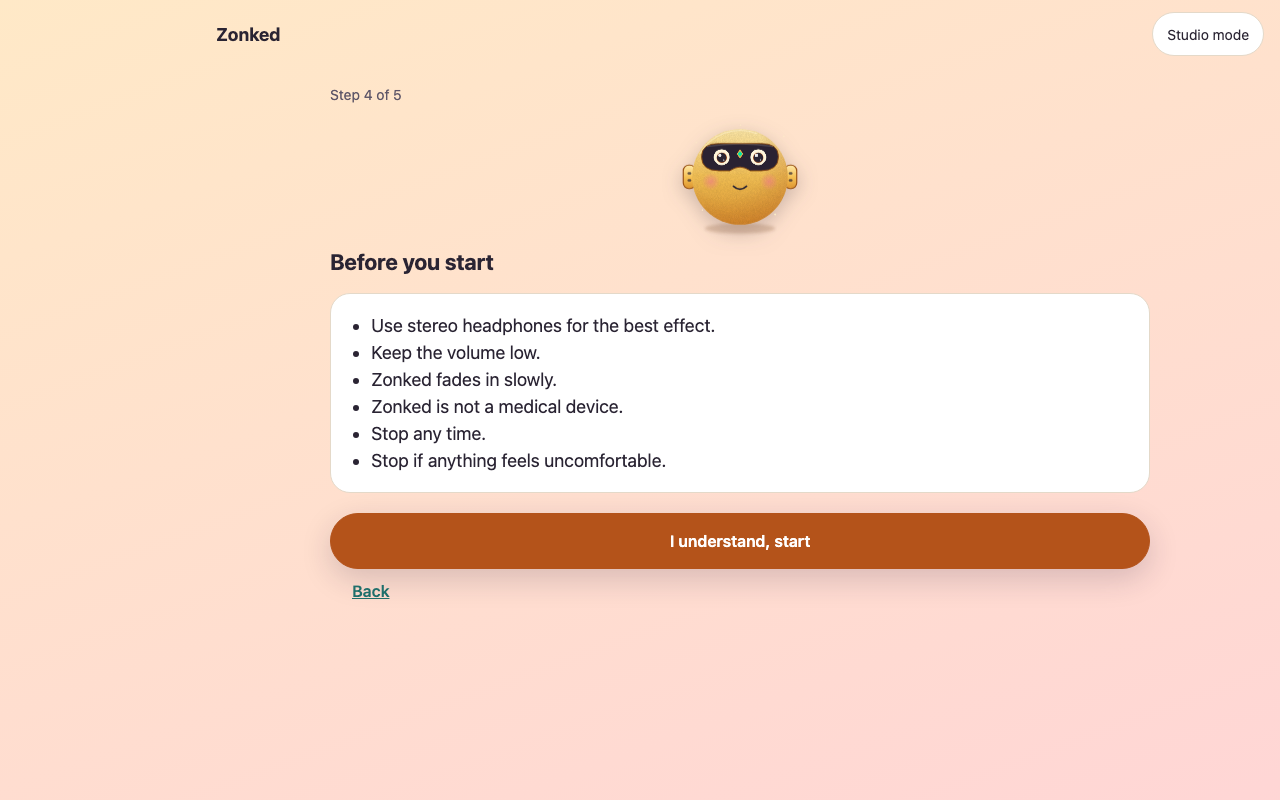 Zonked
Studio mode
Step 4 of 5
Before you start
Use stereo headphones for the best effect.
Keep the volume low.
Zonked fades in slowly.
Zonked is not a medical device.
Stop any time.
Stop if anything feels uncomfortable.
I understand, start
Back